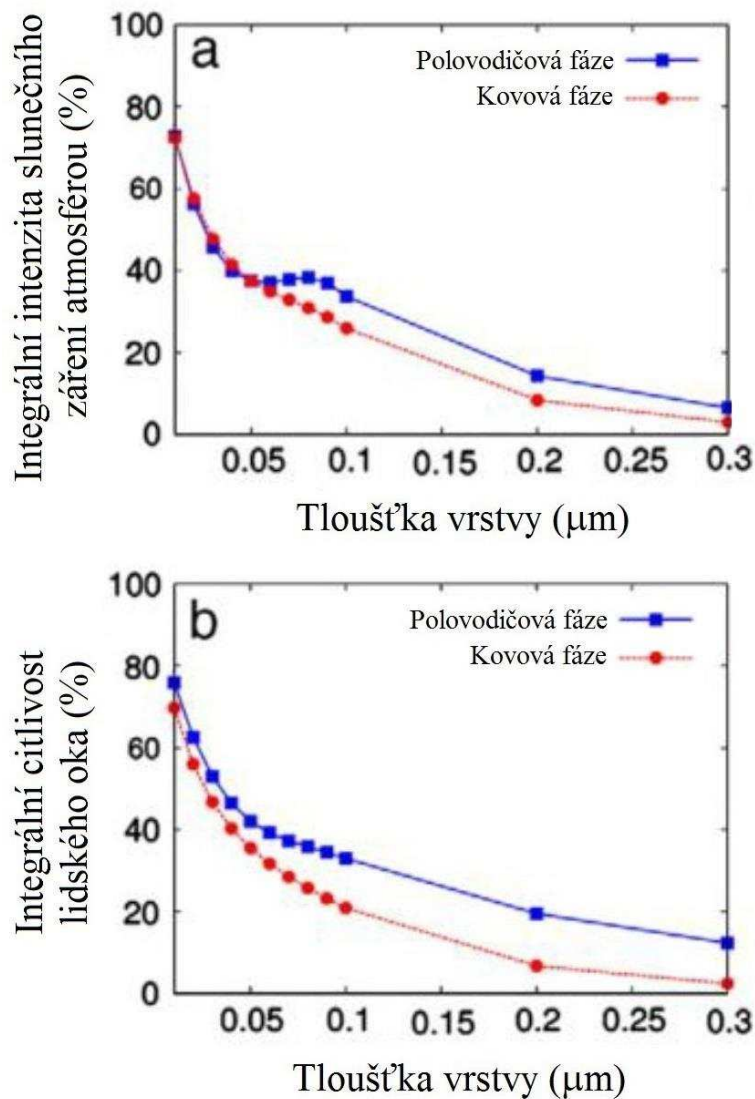 100
80
60
40
20
0
a
Polovodičová fáze
Kovová fáze
Integrální intenzita slunečního
záření atmosférou (%)
0.05 0.1 0.15 0.2 0.25 0.3
Tloušťka vrstvy (μm)
100
80
60
40
20
0
b
Polovodičová fáze
Kovová fáze
Integrální citlivost
lidského oka (%)
0.05 0.1 0.15 0.2 0.25 0.3
Tloušťka vrstvy (μm)